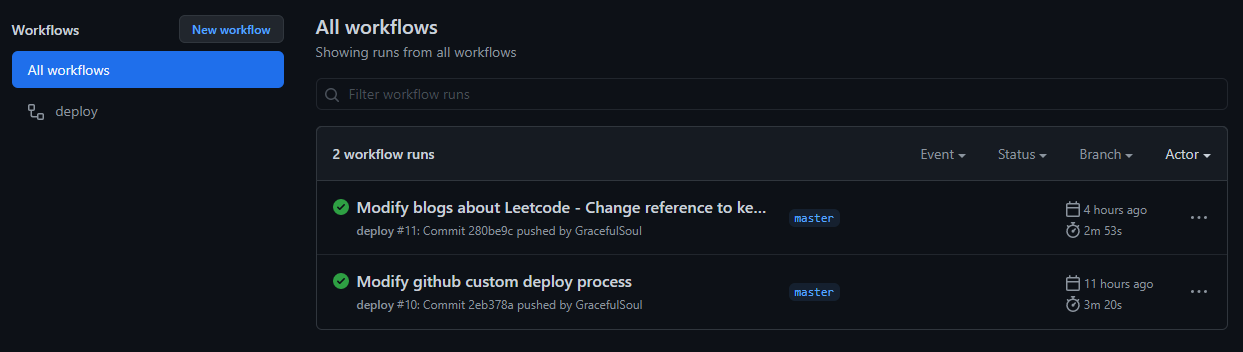 Workflows
New workflow
All workflows
deploy
All workflows
Showing runs from all workflows
Filter workflow runs
2 workflow runs
Event
Status
Branch
Actor
Modify blogs about Leetcode - Change reference to ke...
master
4 hours ago
deploy #11: Commit 280be9c pushed by GracefulSoul
2m 53s
Modify github custom deploy process
master
11 hours ago
deploy #10: Commit 2eb378a pushed by GracefulSoul
3m 20s